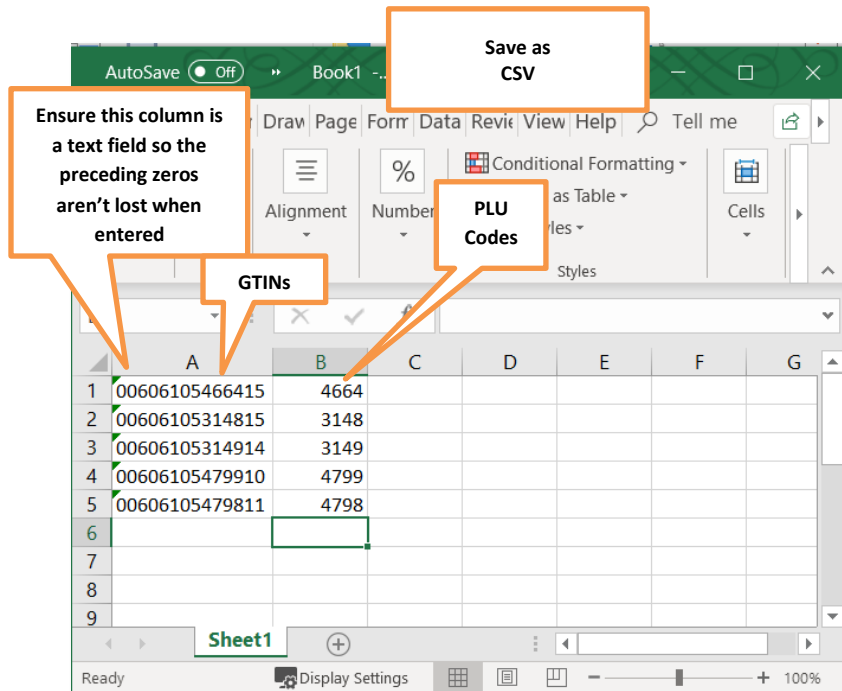 Save as
CSV
AutoSave Off Book1 -..
Ensure this column is
a text field so the
preceding zeros
aren't lost when
entered
Draw Page Form Data Revie View Help Tell me
Alignment
%
Number
Conditional Formatting
as Table
Styles
Cells
PLU
Codes
GTINs
A B C D E F G
1 00606105466415 4664
2 00606105314815 3148
3 00606105314914 3149
4 00606105479910 4799
5 00606105479811 4798
6
7
8
9
Sheet1
Ready Display Settings 100%